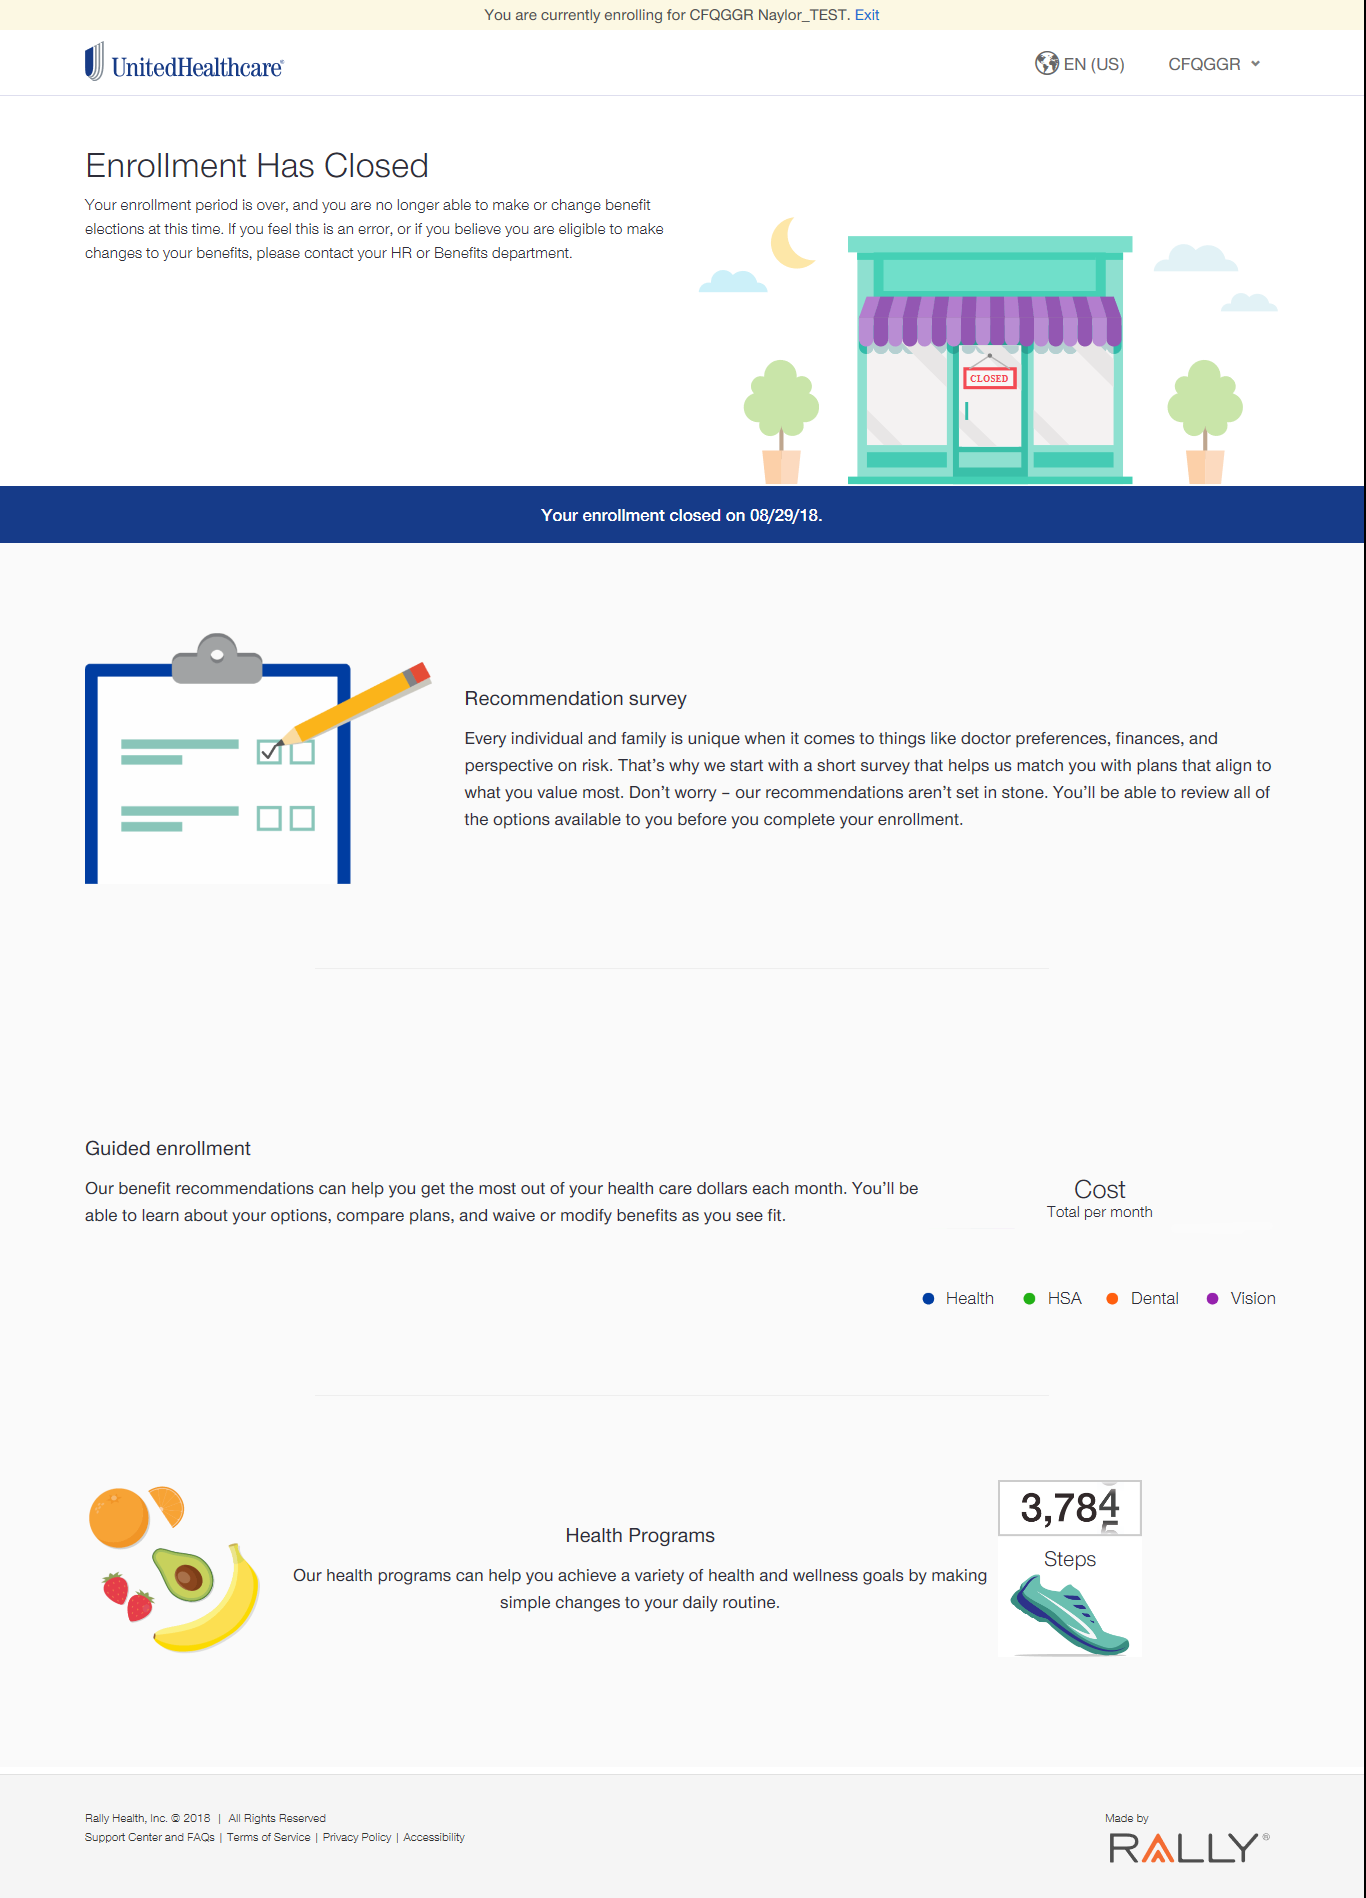 You are currently enrolling for CFQGGR Naylor_TEST. Exit
UnitedHealthcare®
EN (US)
CFQGGR
Enrollment Has Closed
Your enrollment period is over, and you are no longer able to make or change benefit
elections at this time. If you feel this is an error, or if you believe you are eligible to make
changes to your benefits, please contact your HR or Benefits department.
CLOSED
Your enrollment closed on 08/29/18.
Recommendation survey
Every individual and family is unique when it comes to things like doctor preferences, finances, and
perspective on risk. That’s why we start with a short survey that helps us match you with plans that align to
what you value most. Don’t worry – our recommendations aren’t set in stone. You’ll be able to review all of
the options available to you before you complete your enrollment.
Guided enrollment
Our benefit recommendations can help you get the most out of your health care dollars each month. You’ll be
able to learn about your options, compare plans, and waive or modify benefits as you see fit.
Cost
Total per month
Health
HSA
Dental
Vision
Health Programs
Our health programs can help you achieve a variety of health and wellness goals by making
simple changes to your daily routine.
3,784
5
Steps
Rally Health, Inc. © 2018 | All Rights Reserved
Support Center and FAQs | Terms of Service | Privacy Policy | Accessibility
Made by
RALLY®